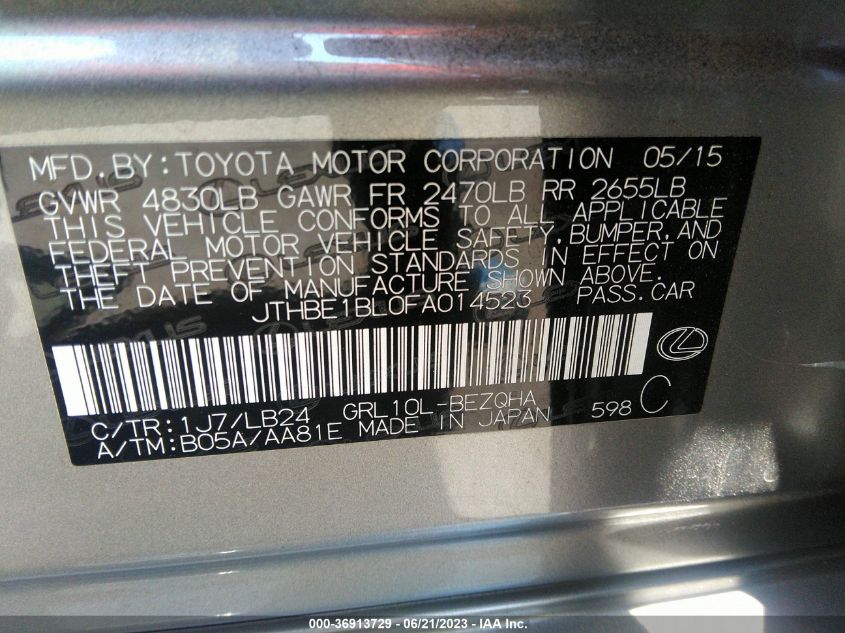 MFD.BY:TOYOTA MOTOR CORPORATION 05/15
GVWR 4830LB GAWR FR 2470LB RR 2655LB
THIS VEHICLE CONFORMS TO ALL APPLICABLE
FEDERAL MOTOR VEHICLE SAFETY,BUMPER,AND
THEFT PREVENTION STANDARDS IN EFFECT ON
THE DATE OF MANUFACTURE SHOWN ABOVE.
JTHBE1BL0FA014523 PASS.CAR
C/TR:1J7/LB24 GRL10L-BEZQHA
A/TM:B05A/AA81E MADE IN JAPAN 598 C
000-36913729 - 06/21/2023 - IAA Inc.